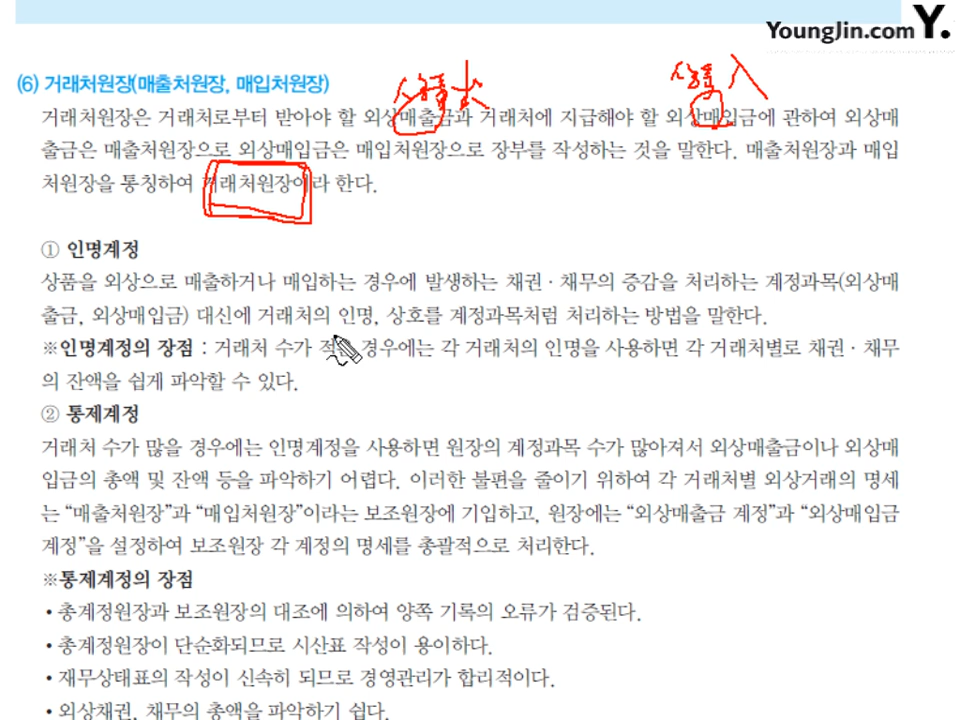 YoungJin.com Y.
(6) 거래처원장(매출처원장, 매입처원장)
상품 出
상품 入
거래처원장은 거래처로부터 받아야 할 외상매출금과 거래처에 지급해야 할 외상매입금에 관하여 외상매
출금은 매출처원장으로 외상매입금은 매입처원장으로 장부를 작성하는 것을 말한다. 매출처원장과 매입
처원장을 통칭하여 거래처원장이라 한다.
① 인명계정
상품을 외상으로 매출하거나 매입하는 경우에 발생하는 채권·채무의 증감을 처리하는 계정과목(외상매
출금, 외상매입금) 대신에 거래처의 인명, 상호를 계정과목처럼 처리하는 방법을 말한다.
※인명계정의 장점 : 거래처 수가 적은 경우에는 각 거래처의 인명을 사용하면 각 거래처별로 채권·채무
의 잔액을 쉽게 파악할 수 있다.
② 통제계정
거래처 수가 많을 경우에는 인명계정을 사용하면 원장의 계정과목 수가 많아져서 외상매출금이나 외상매
입금의 총액 및 잔액 등을 파악하기 어렵다. 이러한 불편을 줄이기 위하여 각 거래처별 외상거래의 명세
는 “매출처원장”과 “매입처원장”이라는 보조원장에 기입하고, 원장에는 “외상매출금 계정”과 “외상매입금
계정”을 설정하여 보조원장 각 계정의 명세를 총괄적으로 처리한다.
※통제계정의 장점
• 총계정원장과 보조원장의 대조에 의하여 양쪽 기록의 오류가 검증된다.
• 총계정원장이 단순화되므로 시산표 작성이 용이하다.
• 재무상태표의 작성이 신속히 되므로 경영관리가 합리적이다.
• 외상채권, 채무의 총액을 파악하기 쉽다.